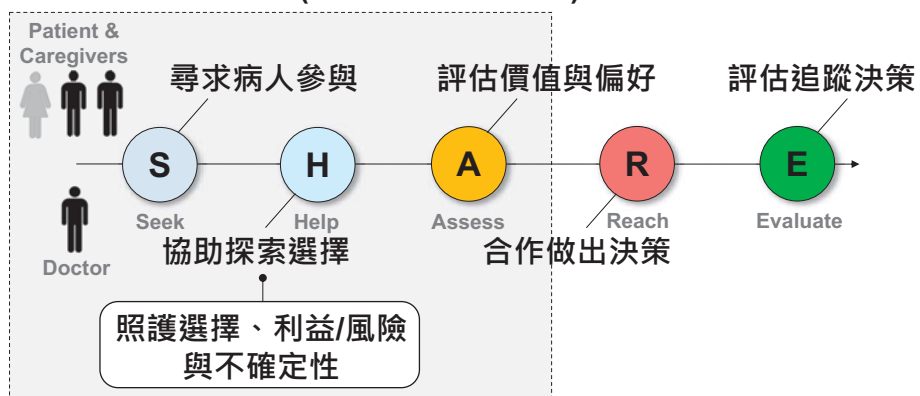 Patient &
Caregivers
尋求病人參與
評估價值與偏好
評估追蹤決策
S
H
A
R
E
Seek
Help
Assess
Reach
Evaluate
Doctor
協助探索選擇
合作做出決策
照護選擇、利益/風險
與不確定性